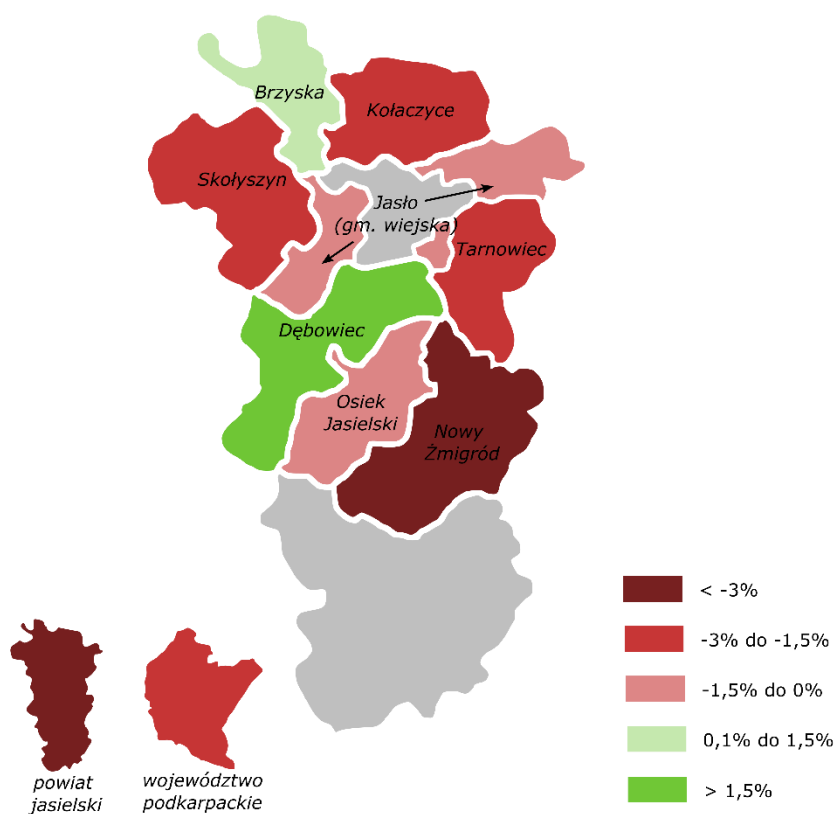 Brzyska
Kołaczyce
Skołyszyn
Jasło
(gm. wiejska)
Tarnowiec
Dębowiec
Osiek
Jasielski
Nowy
Żmigród
< -3%
-3% do -1,5%
-1,5% do 0%
0,1% do 1,5%
> 1,5%
powiat
jasielski
województwo
podkarpackie